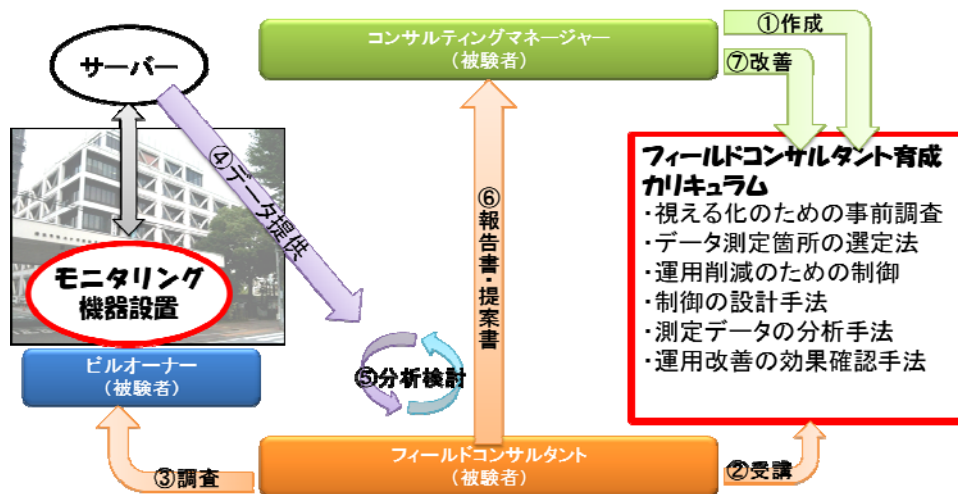 コンサルティングマネージャー
(被験者)
①作成
⑦改善
サーバー
④データ提供
モニタリング
機器設置
ビルオーナー
(被験者)
⑤分析検討
⑥報告書・提案書
フィールドコンサルタント育成
カリキュラム
・視える化のための事前調査
・データ測定箇所の選定法
・運用削減のための制御
・制御の設計手法
・測定データの分析手法
・運用改善の効果確認手法
③調査
フィールドコンサルタント
(被験者)
②受講